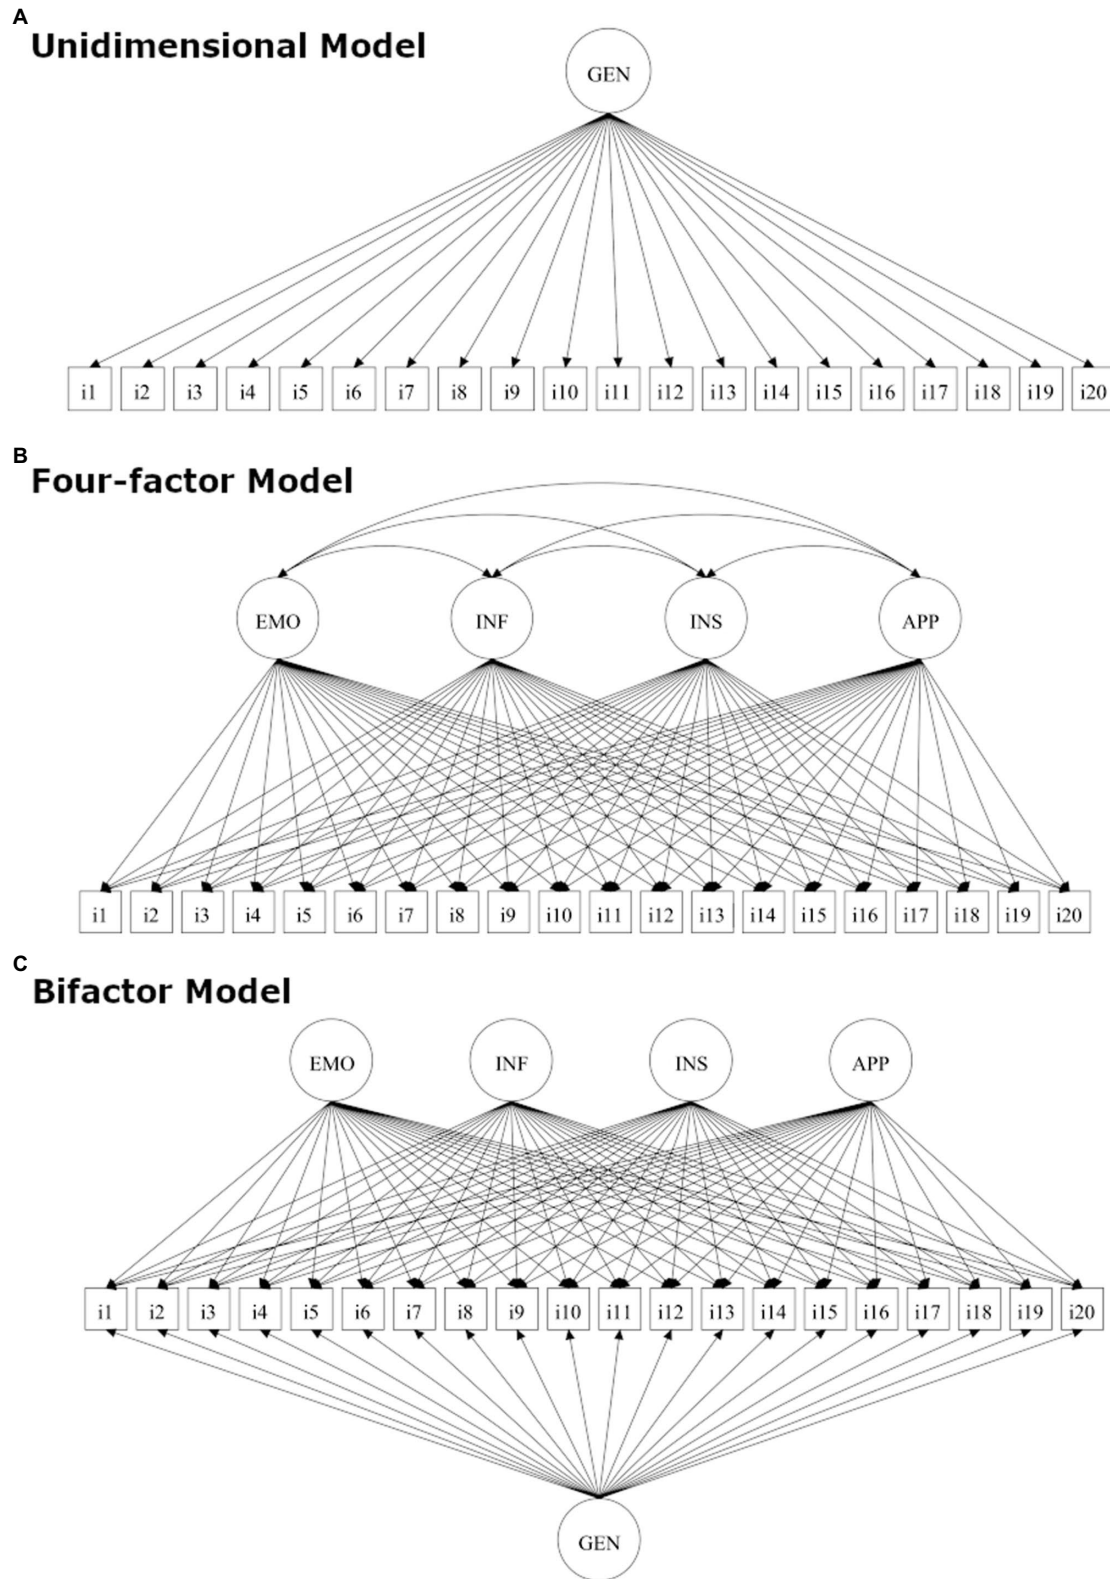 A
Unidimensional Model
GEN
i1 i2 i3 i4 i5 i6 i7 i8 i9 i10 i11 i12 i13 i14 i15 i16 i17 i18 i19 i20
B
Four-factor Model
EMO INF INS APP
i1 i2 i3 i4 i5 i6 i7 i8 i9 i10 i11 i12 i13 i14 i15 i16 i17 i18 i19 i20
C
Bifactor Model
EMO INF INS APP
i1 i2 i3 i4 i5 i6 i7 i8 i9 i10 i11 i12 i13 i14 i15 i16 i17 i18 i19 i20
GEN